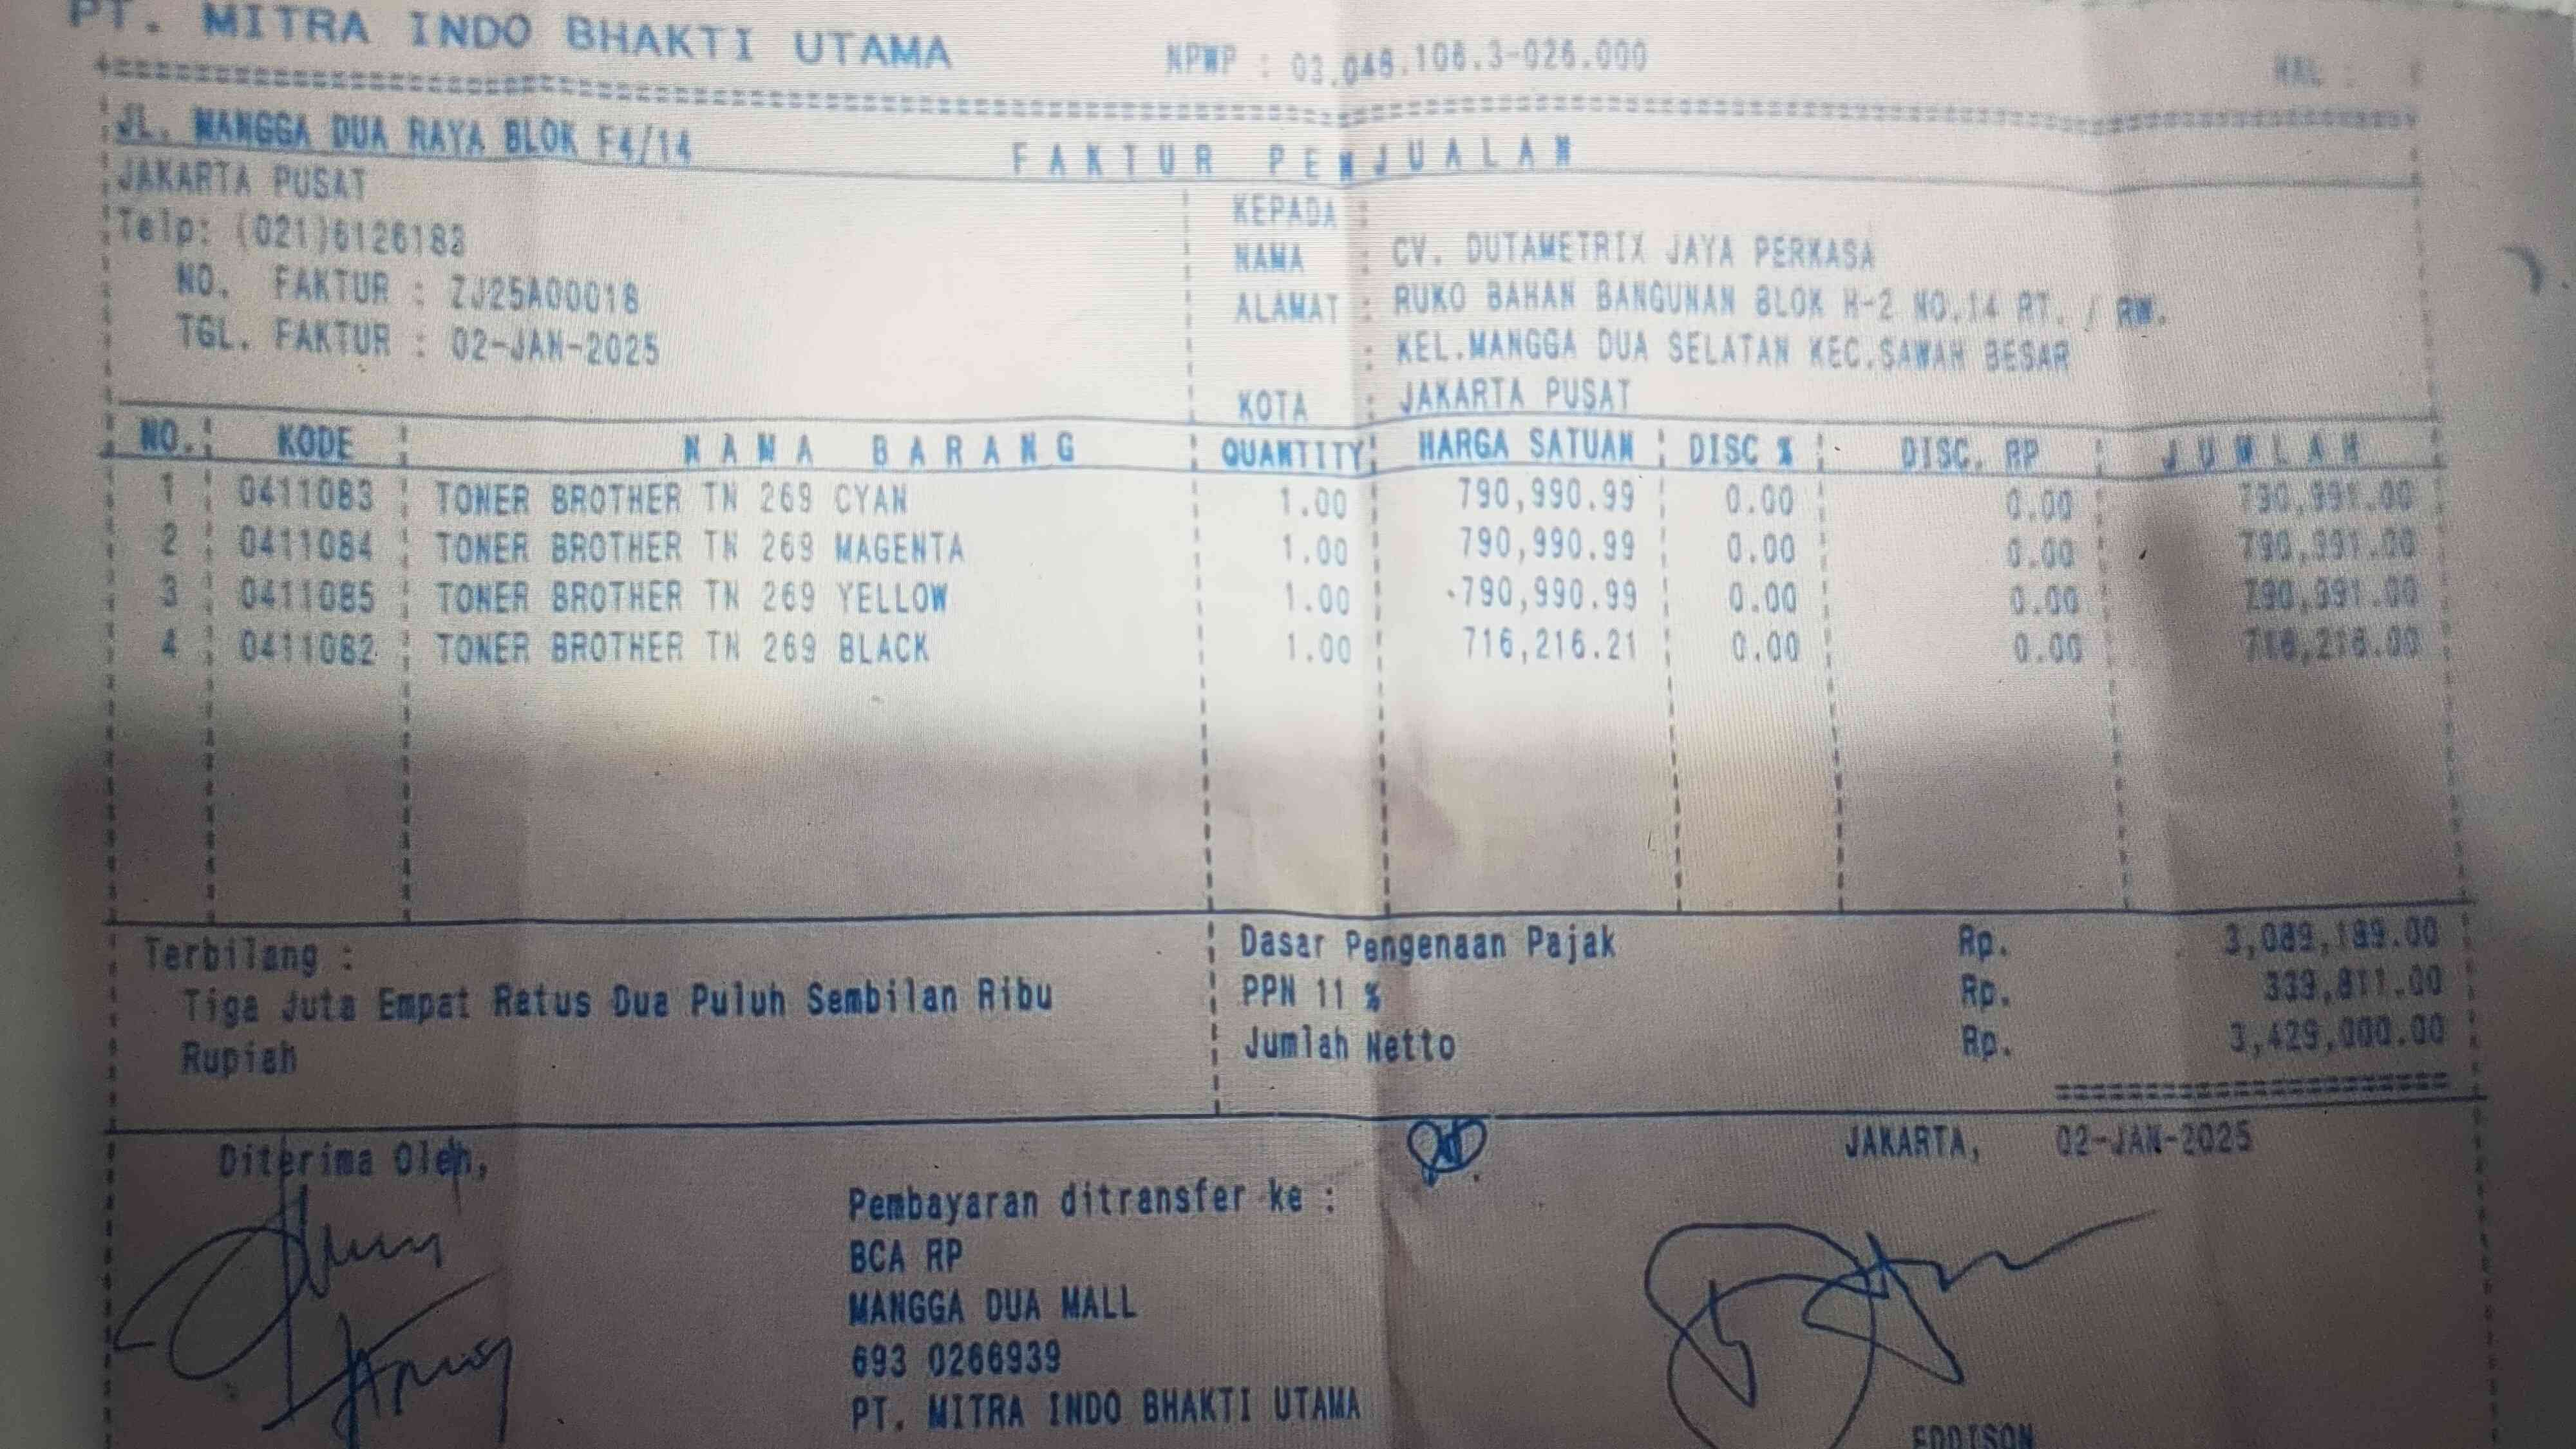 PT. MITRA INDO BHAKTI UTAMA
NPWP : 03.048.106.3-026.000
HAL :
JL. MANGGA DUA RAYA BLOK F4/14
FAKTUR PENJUALAN
JAKARTA PUSAT
Telp: (021)6126183
NO. FAKTUR : ZJ25A00018
TGL. FAKTUR : 02-JAN-2025
KEPADA :
NAMA : CV. DUTAMETRIX JAYA PERKASA
ALAMAT : RUKO BAHAN BANGUNAN BLOK H-2 NO.14 RT. / RW.
: KEL.MANGGA DUA SELATAN KEC.SAWAH BESAR
KOTA : JAKARTA PUSAT
NO. KODE NAMA BARANG QUANTITY HARGA SATUAN DISC % DISC. RP JUMLAH
1 0411083 TONER BROTHER TN 269 CYAN 1.00 790,990.99 0.00 0.00 790,991.00
2 0411084 TONER BROTHER TN 269 MAGENTA 1.00 790,990.99 0.00 0.00 790,991.00
3 0411085 TONER BROTHER TN 269 YELLOW 1.00 790,990.99 0.00 0.00 790,991.00
4 0411082 TONER BROTHER TN 269 BLACK 1.00 716,216.21 0.00 0.00 716,216.00
Terbilang :
Tiga Juta Empat Ratus Dua Puluh Sembilan Ribu
Rupiah
Dasar Pengenaan Pajak Rp. 3,089,189.00
PPN 11 % Rp. 339,811.00
Jumlah Netto Rp. 3,429,000.00
Diterima Oleh,
JAKARTA, 02-JAN-2025
Pembayaran ditransfer ke :
BCA RP
MANGGA DUA MALL
693 0266939
PT. MITRA INDO BHAKTI UTAMA
EDDISON